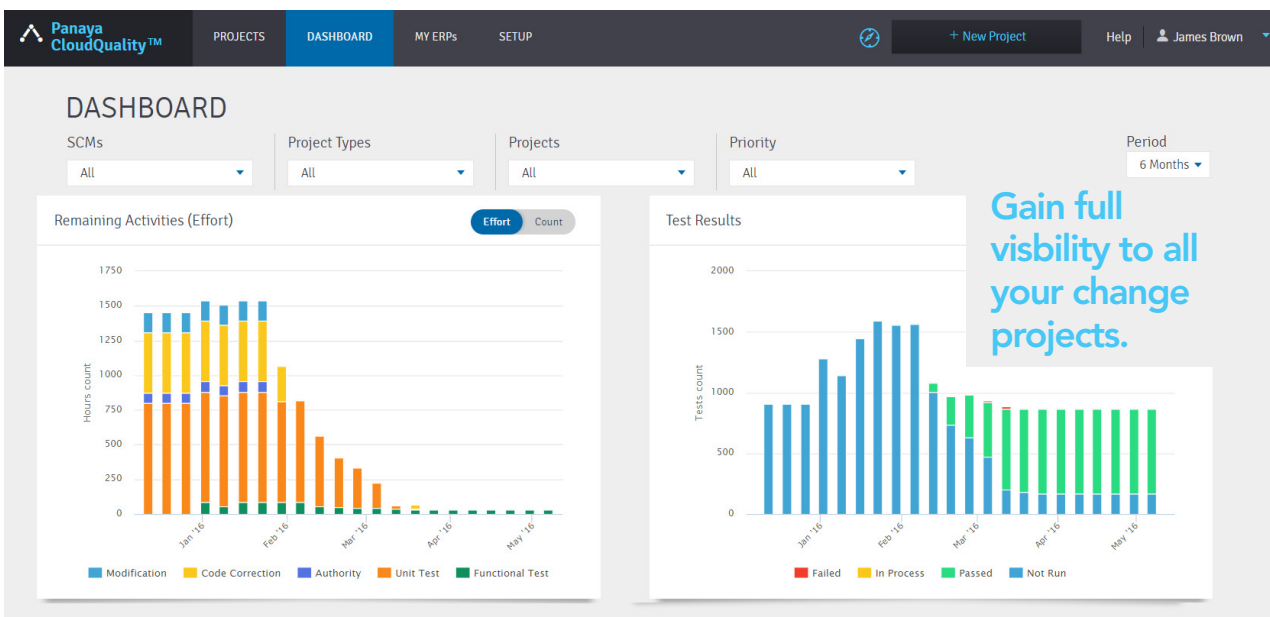 Panaya
CloudQuality™
PROJECTS
DASHBOARD
MY ERPs
SETUP
+ New Project
Help
James Brown
DASHBOARD
SCMs
Project Types
Projects
Priority
Period
All
All
All
All
6 Months
Gain full
visbility to all
your change
projects.
Remaining Activities (Effort)
Effort
Count
1750
1500
1250
1000
750
500
250
0
Hours count
Jan '16
Feb '16
Mar '16
Apr '16
May '16
Modification
Code Correction
Authority
Unit Test
Functional Test
Test Results
2000
1500
1000
500
0
Tests count
Jan '16
Feb '16
Mar '16
Apr '16
May '16
Failed
In Process
Passed
Not Run